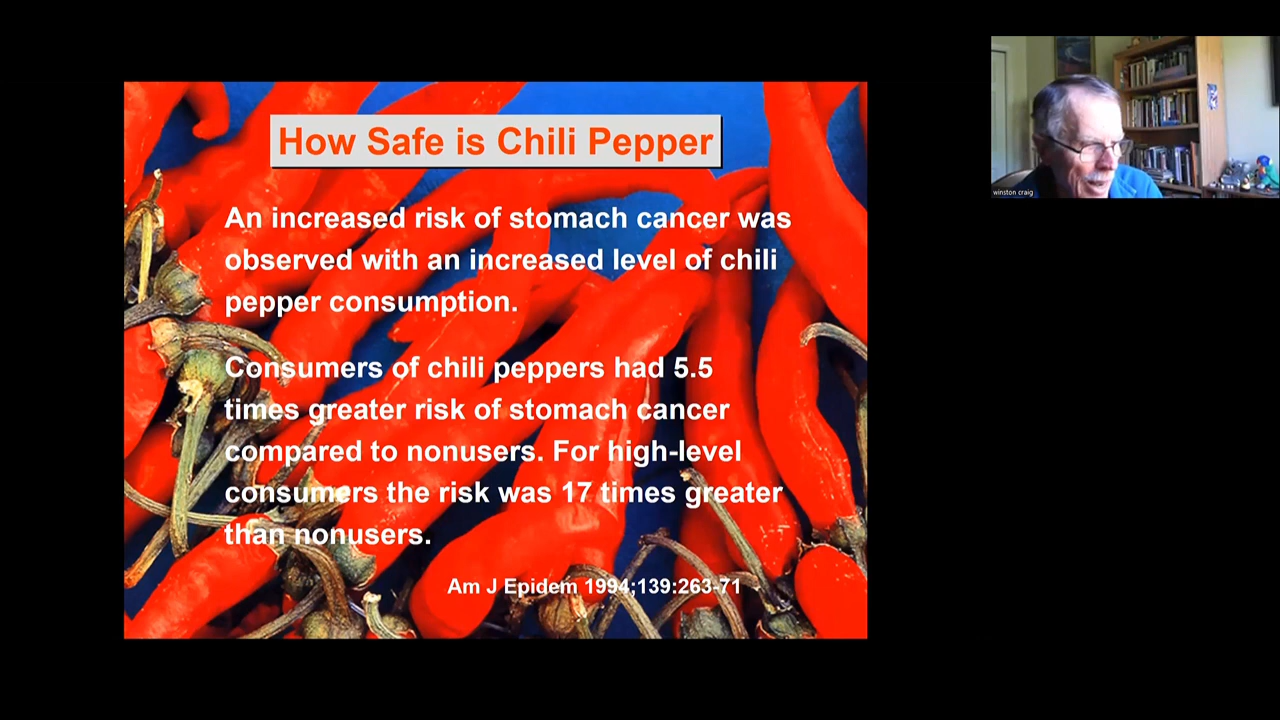 How Safe is Chili Pepper
An increased risk of stomach cancer was
observed with an increased level of chili
pepper consumption.
Consumers of chili peppers had 5.5
times greater risk of stomach cancer
compared to nonusers. For high-level
consumers the risk was 17 times greater
than nonusers.
Am J Epidem 1994;139:263-71
winston craig